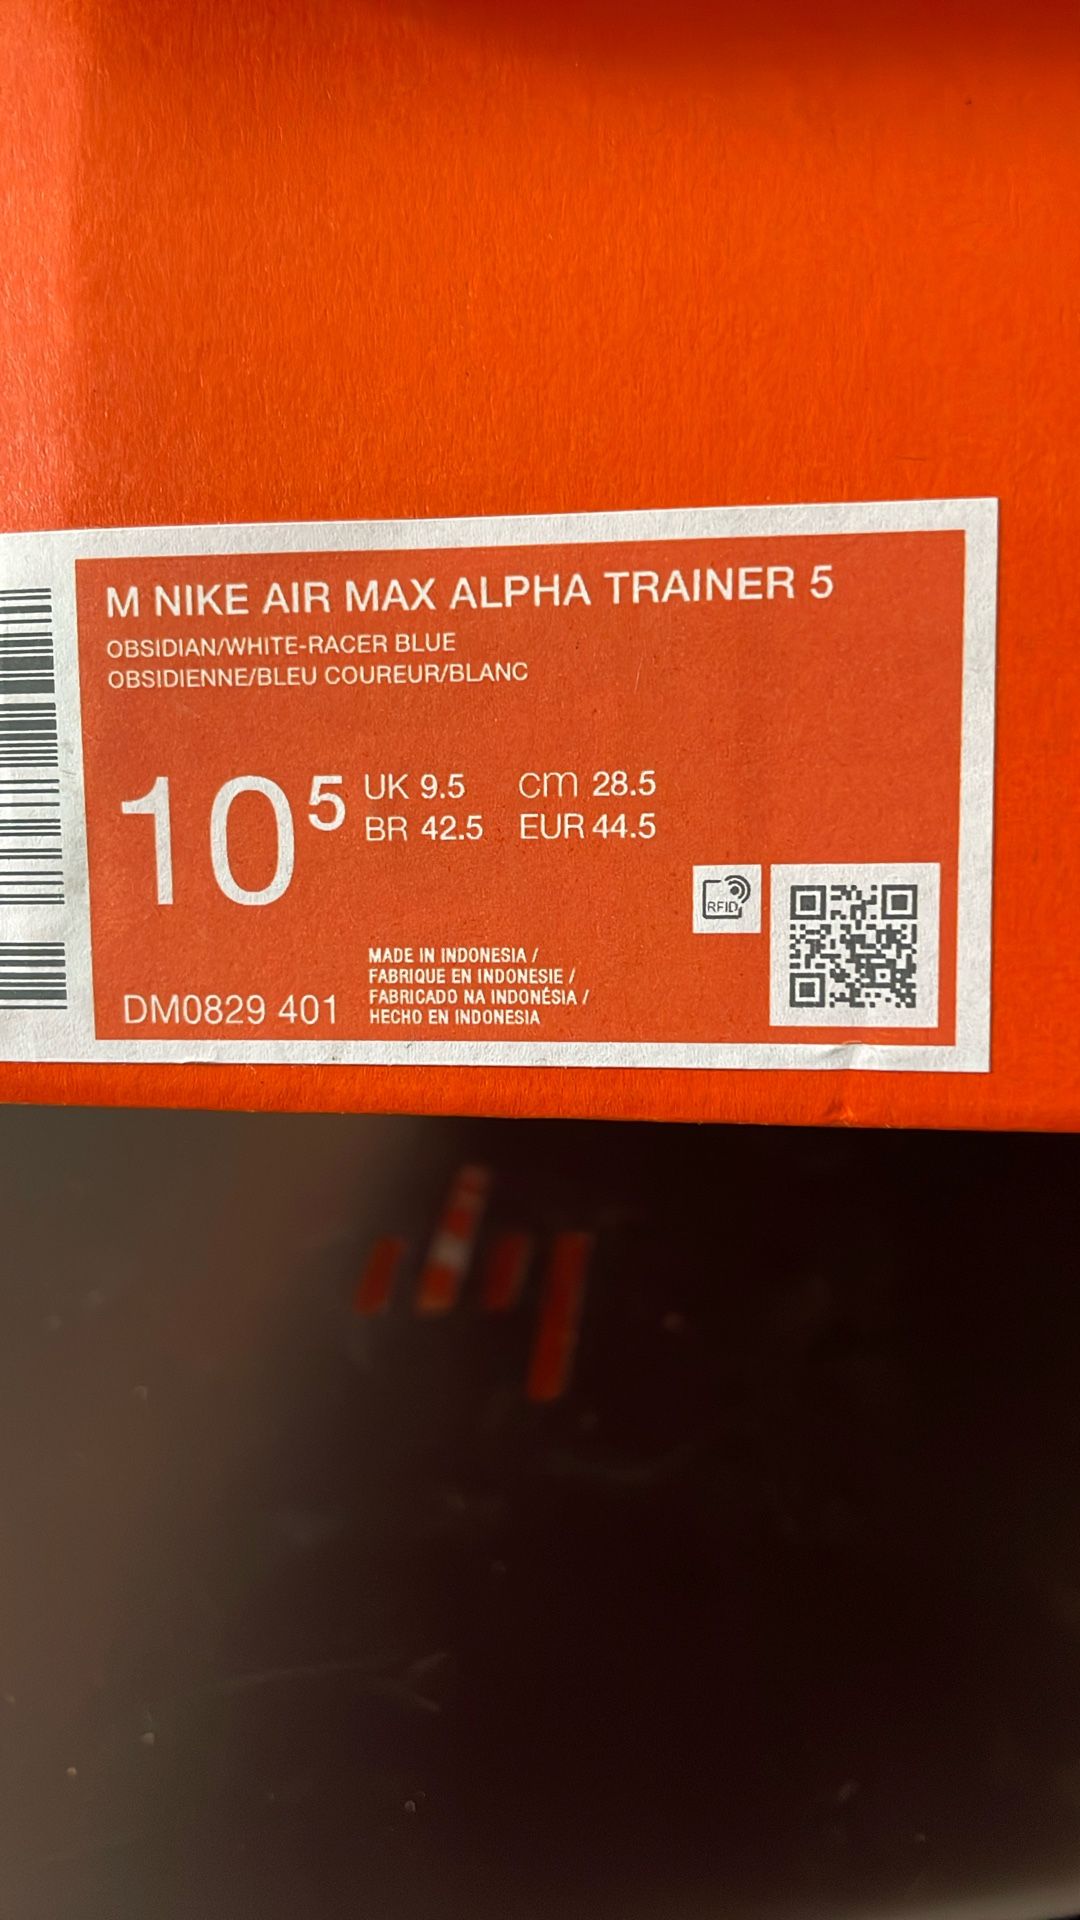 M NIKE AIR MAX ALPHA TRAINER 5
OBSIDIAN/WHITE-RACER BLUE
OBSIDIENNE/BLEU COUREUR/BLANC
10 5
UK 9.5 cm 28.5
BR 42.5 EUR 44.5
RFID
MADE IN INDONESIA /
FABRIQUE EN INDONESIE /
FABRICADO NA INDONÉSIA /
HECHO EN INDONESIA
DM0829 401